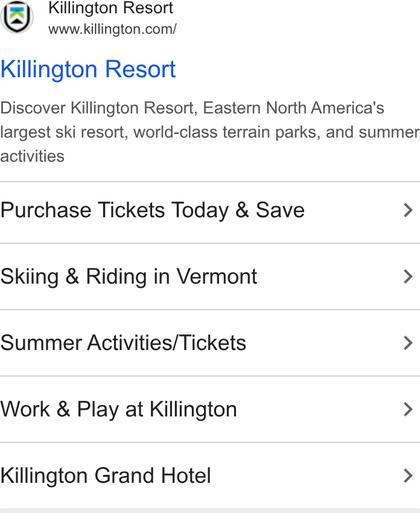 Killington Resort
www.killington.com/
Killington Resort
Discover Killington Resort, Eastern North America's
largest ski resort, world-class terrain parks, and summer
activities
Purchase Tickets Today & Save
Skiing & Riding in Vermont
Summer Activities/Tickets
Work & Play at Killington
Killington Grand Hotel